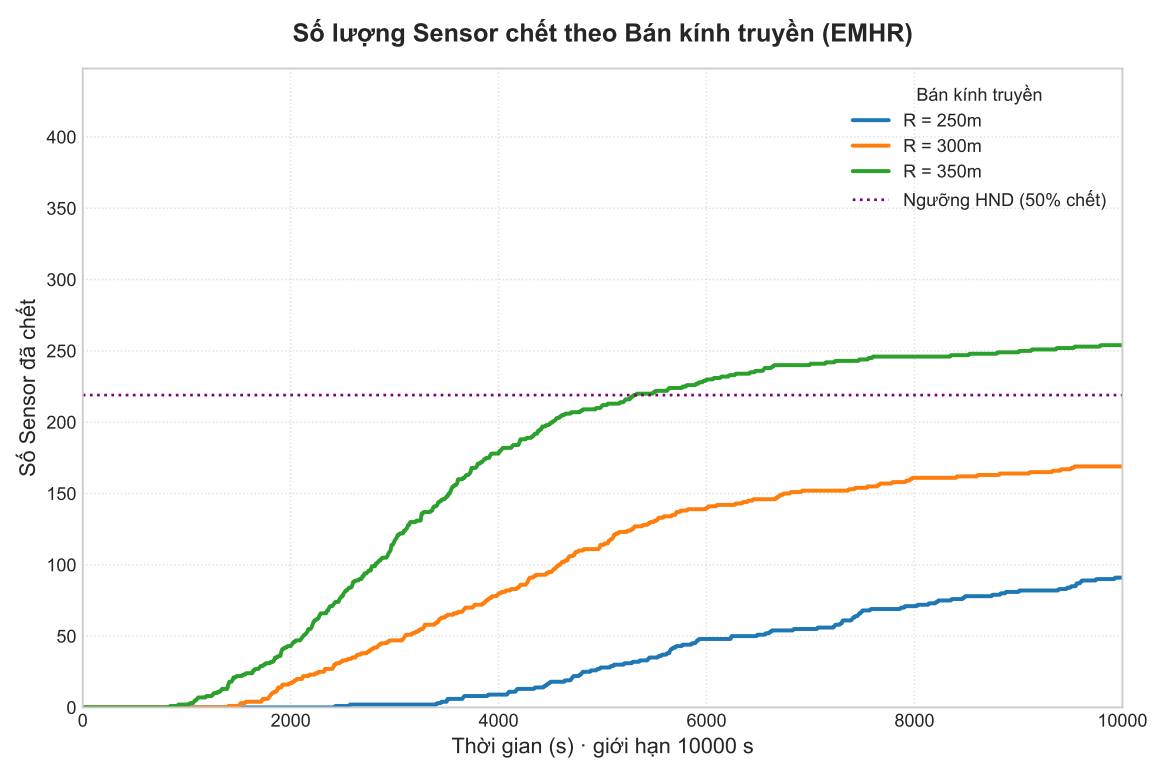 Số lượng Sensor chết theo Bán kính truyền (EMHR)
Bán kính truyền
R = 250m
R = 300m
R = 350m
Ngưỡng HND (50% chết)
Số Sensor đã chết
400
350
300
250
200
150
100
50
0
0 2000 4000 6000 8000 10000
Thời gian (s) · giới hạn 10000 s